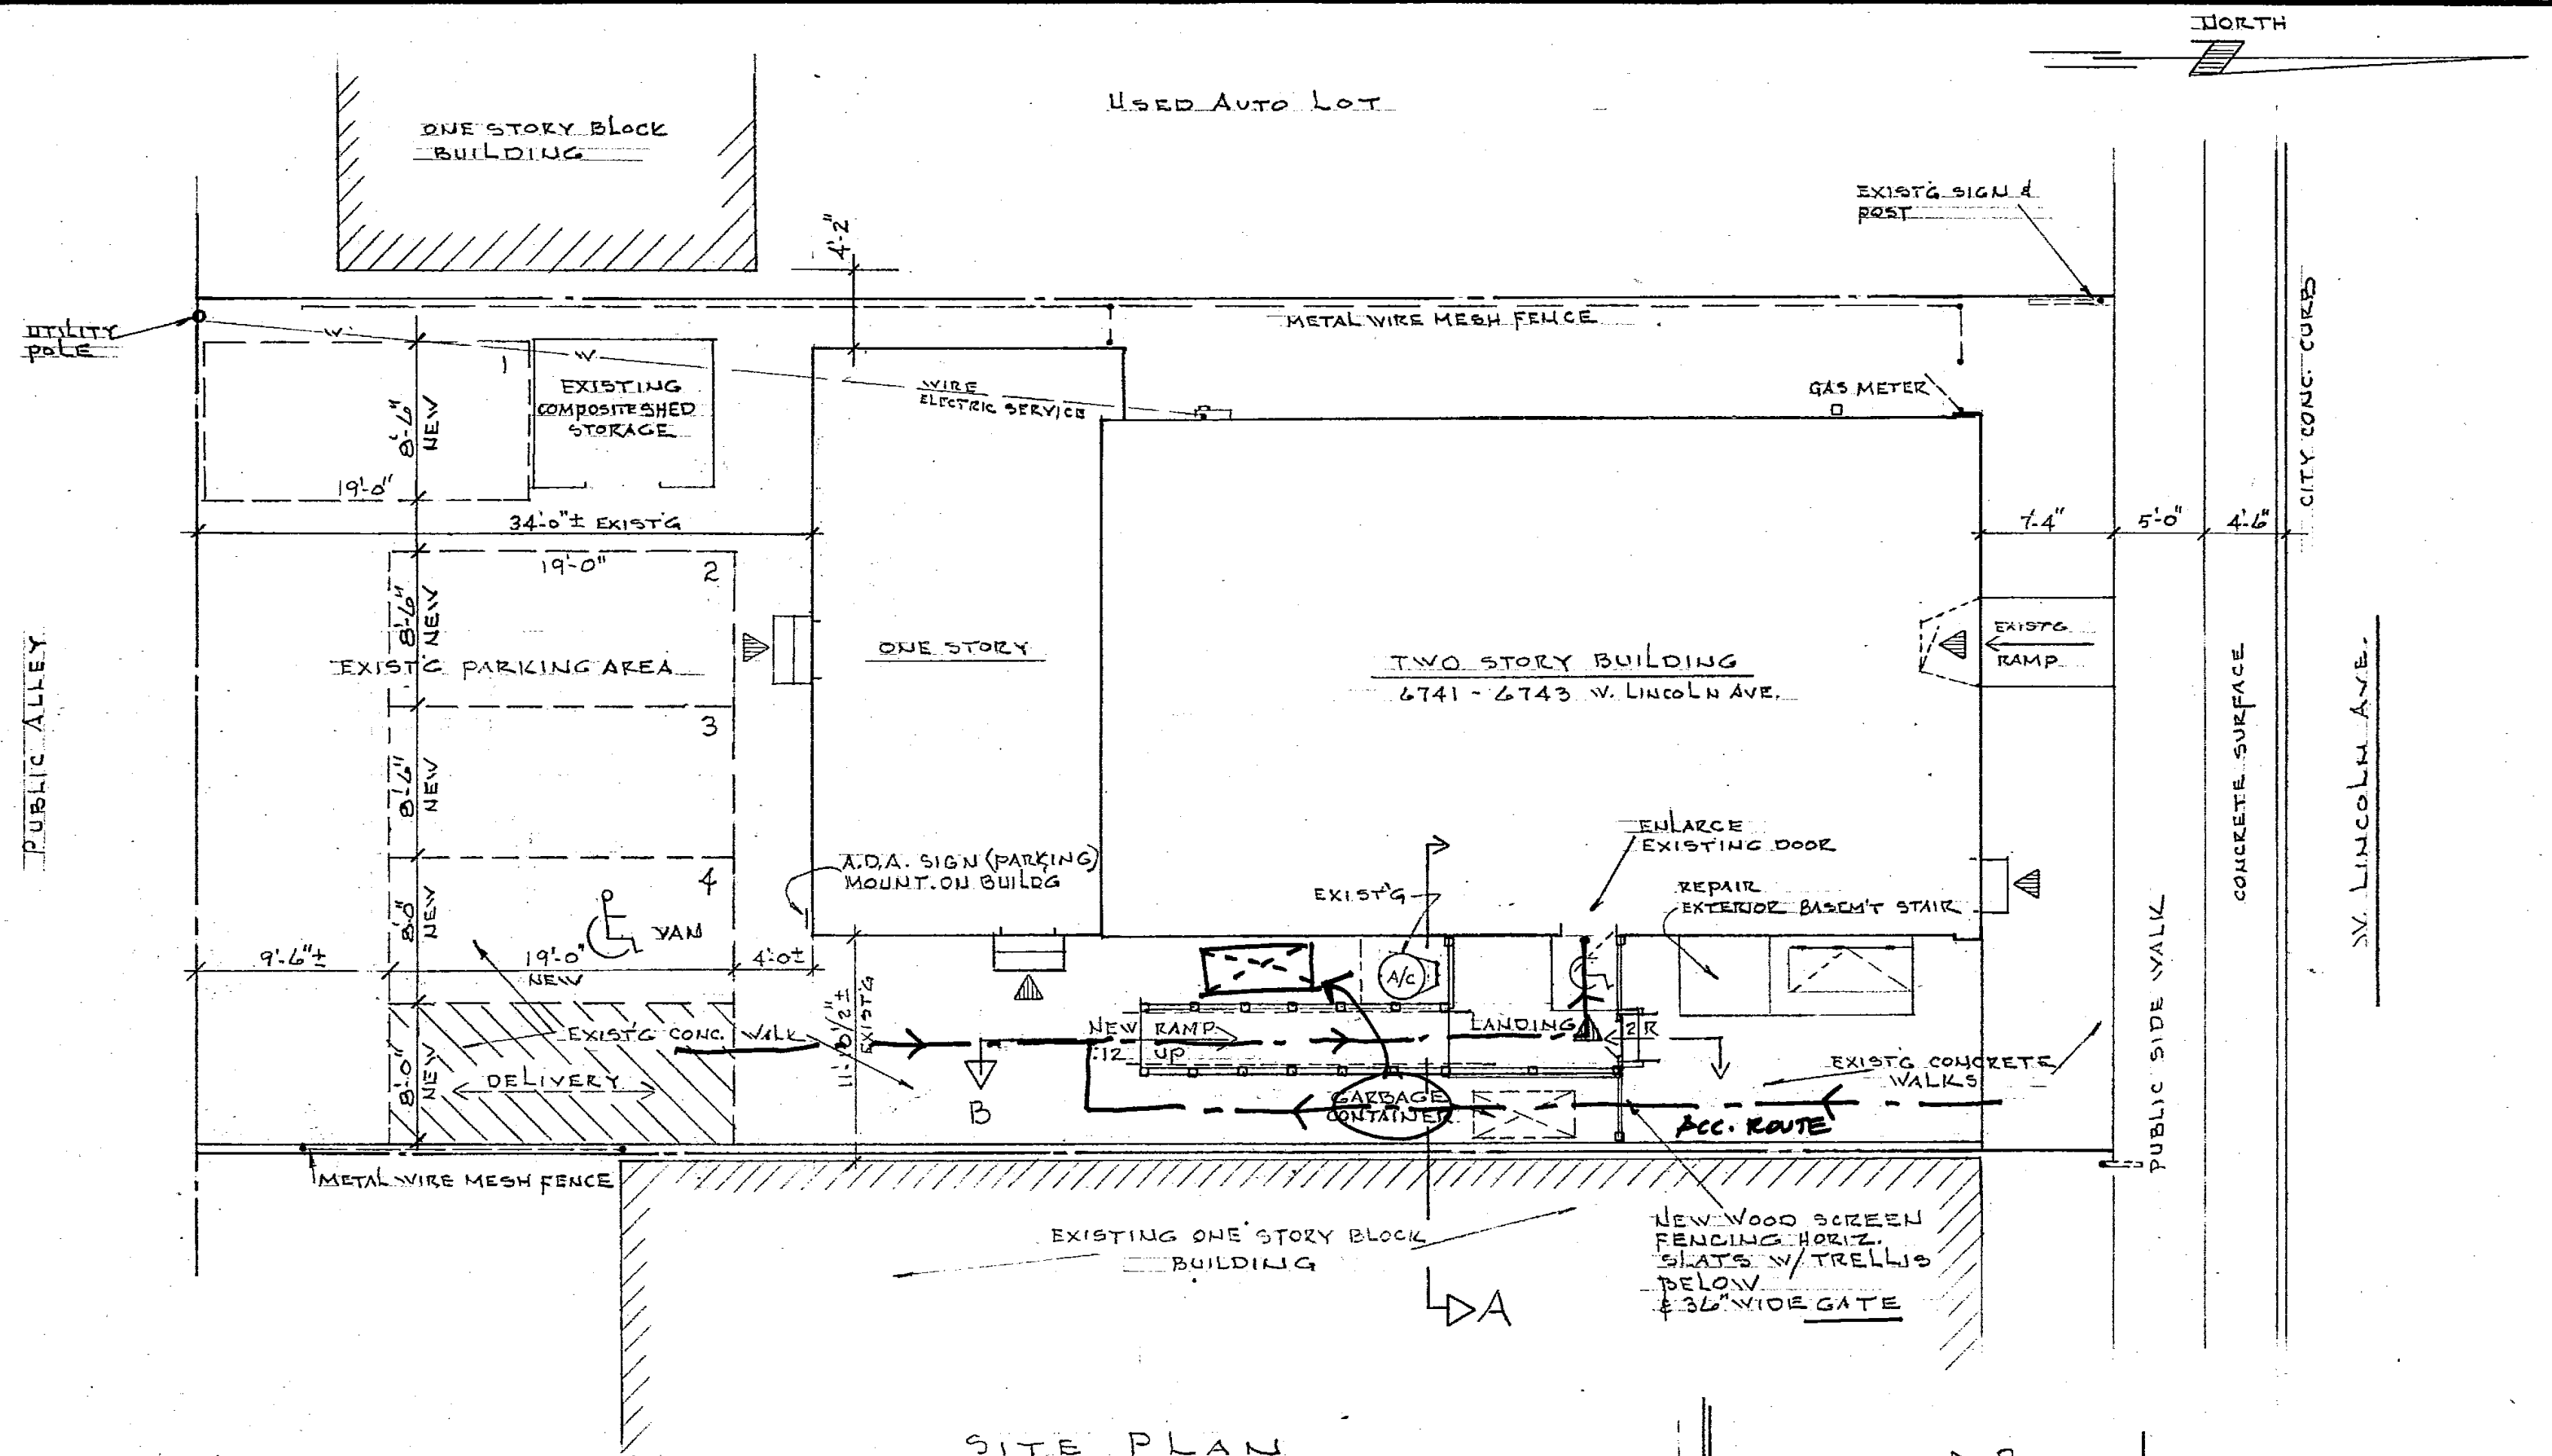 NORTH
USED AUTO LOT
ONE STORY BLOCK
BUILDING
EXIST'G SIGN &
POST
4'-2"
CITY CONC. CURB
UTILITY
POLE
METAL WIRE MESH FENCE
W
W
1
EXISTING
COMPOSITE SHED
STORAGE
WIRE
ELECTRIC SERVICE
GAS METER
8'-6"
NEW
19'-0"
34'-0"± EXIST'G
7'-4"
5'-0"
4'-6"
19'-0"
2
8'-6"
NEW
EXIST'G PARKING AREA
ONE STORY
TWO STORY BUILDING
6741 - 6743 W. LINCOLN AVE.
EXIST'G
RAMP
PUBLIC ALLEY
3
8'-6"
NEW
CONCRETE SURFACE
W. LINCOLN AVE.
ENLARGE
EXISTING DOOR
A.D.A. SIGN (PARKING)
MOUNT. ON BUILDG
4
8'-0"
NEW
VAN
EXIST'G
REPAIR
EXTERIOR BASEM'T STAIR
9'-6"±
19'-0"
NEW
4'-0±
A/C
11'-10 1/2"±
EXIST'G
EXIST'G CONC. WALK
NEW RAMP
1:12 UP
LANDING
2 R
8'-0"
NEW
DELIVERY
B
GARBAGE
CONTAINER
EXIST'G CONCRETE
WALKS
ACC. ROUTE
PUBLIC SIDE WALK
METAL WIRE MESH FENCE
EXISTING ONE STORY BLOCK
BUILDING
NEW WOOD SCREEN
FENCING HORIZ.
SLATS W/ TRELLIS
BELOW
& 36" WIDE GATE
A
SITE PLAN